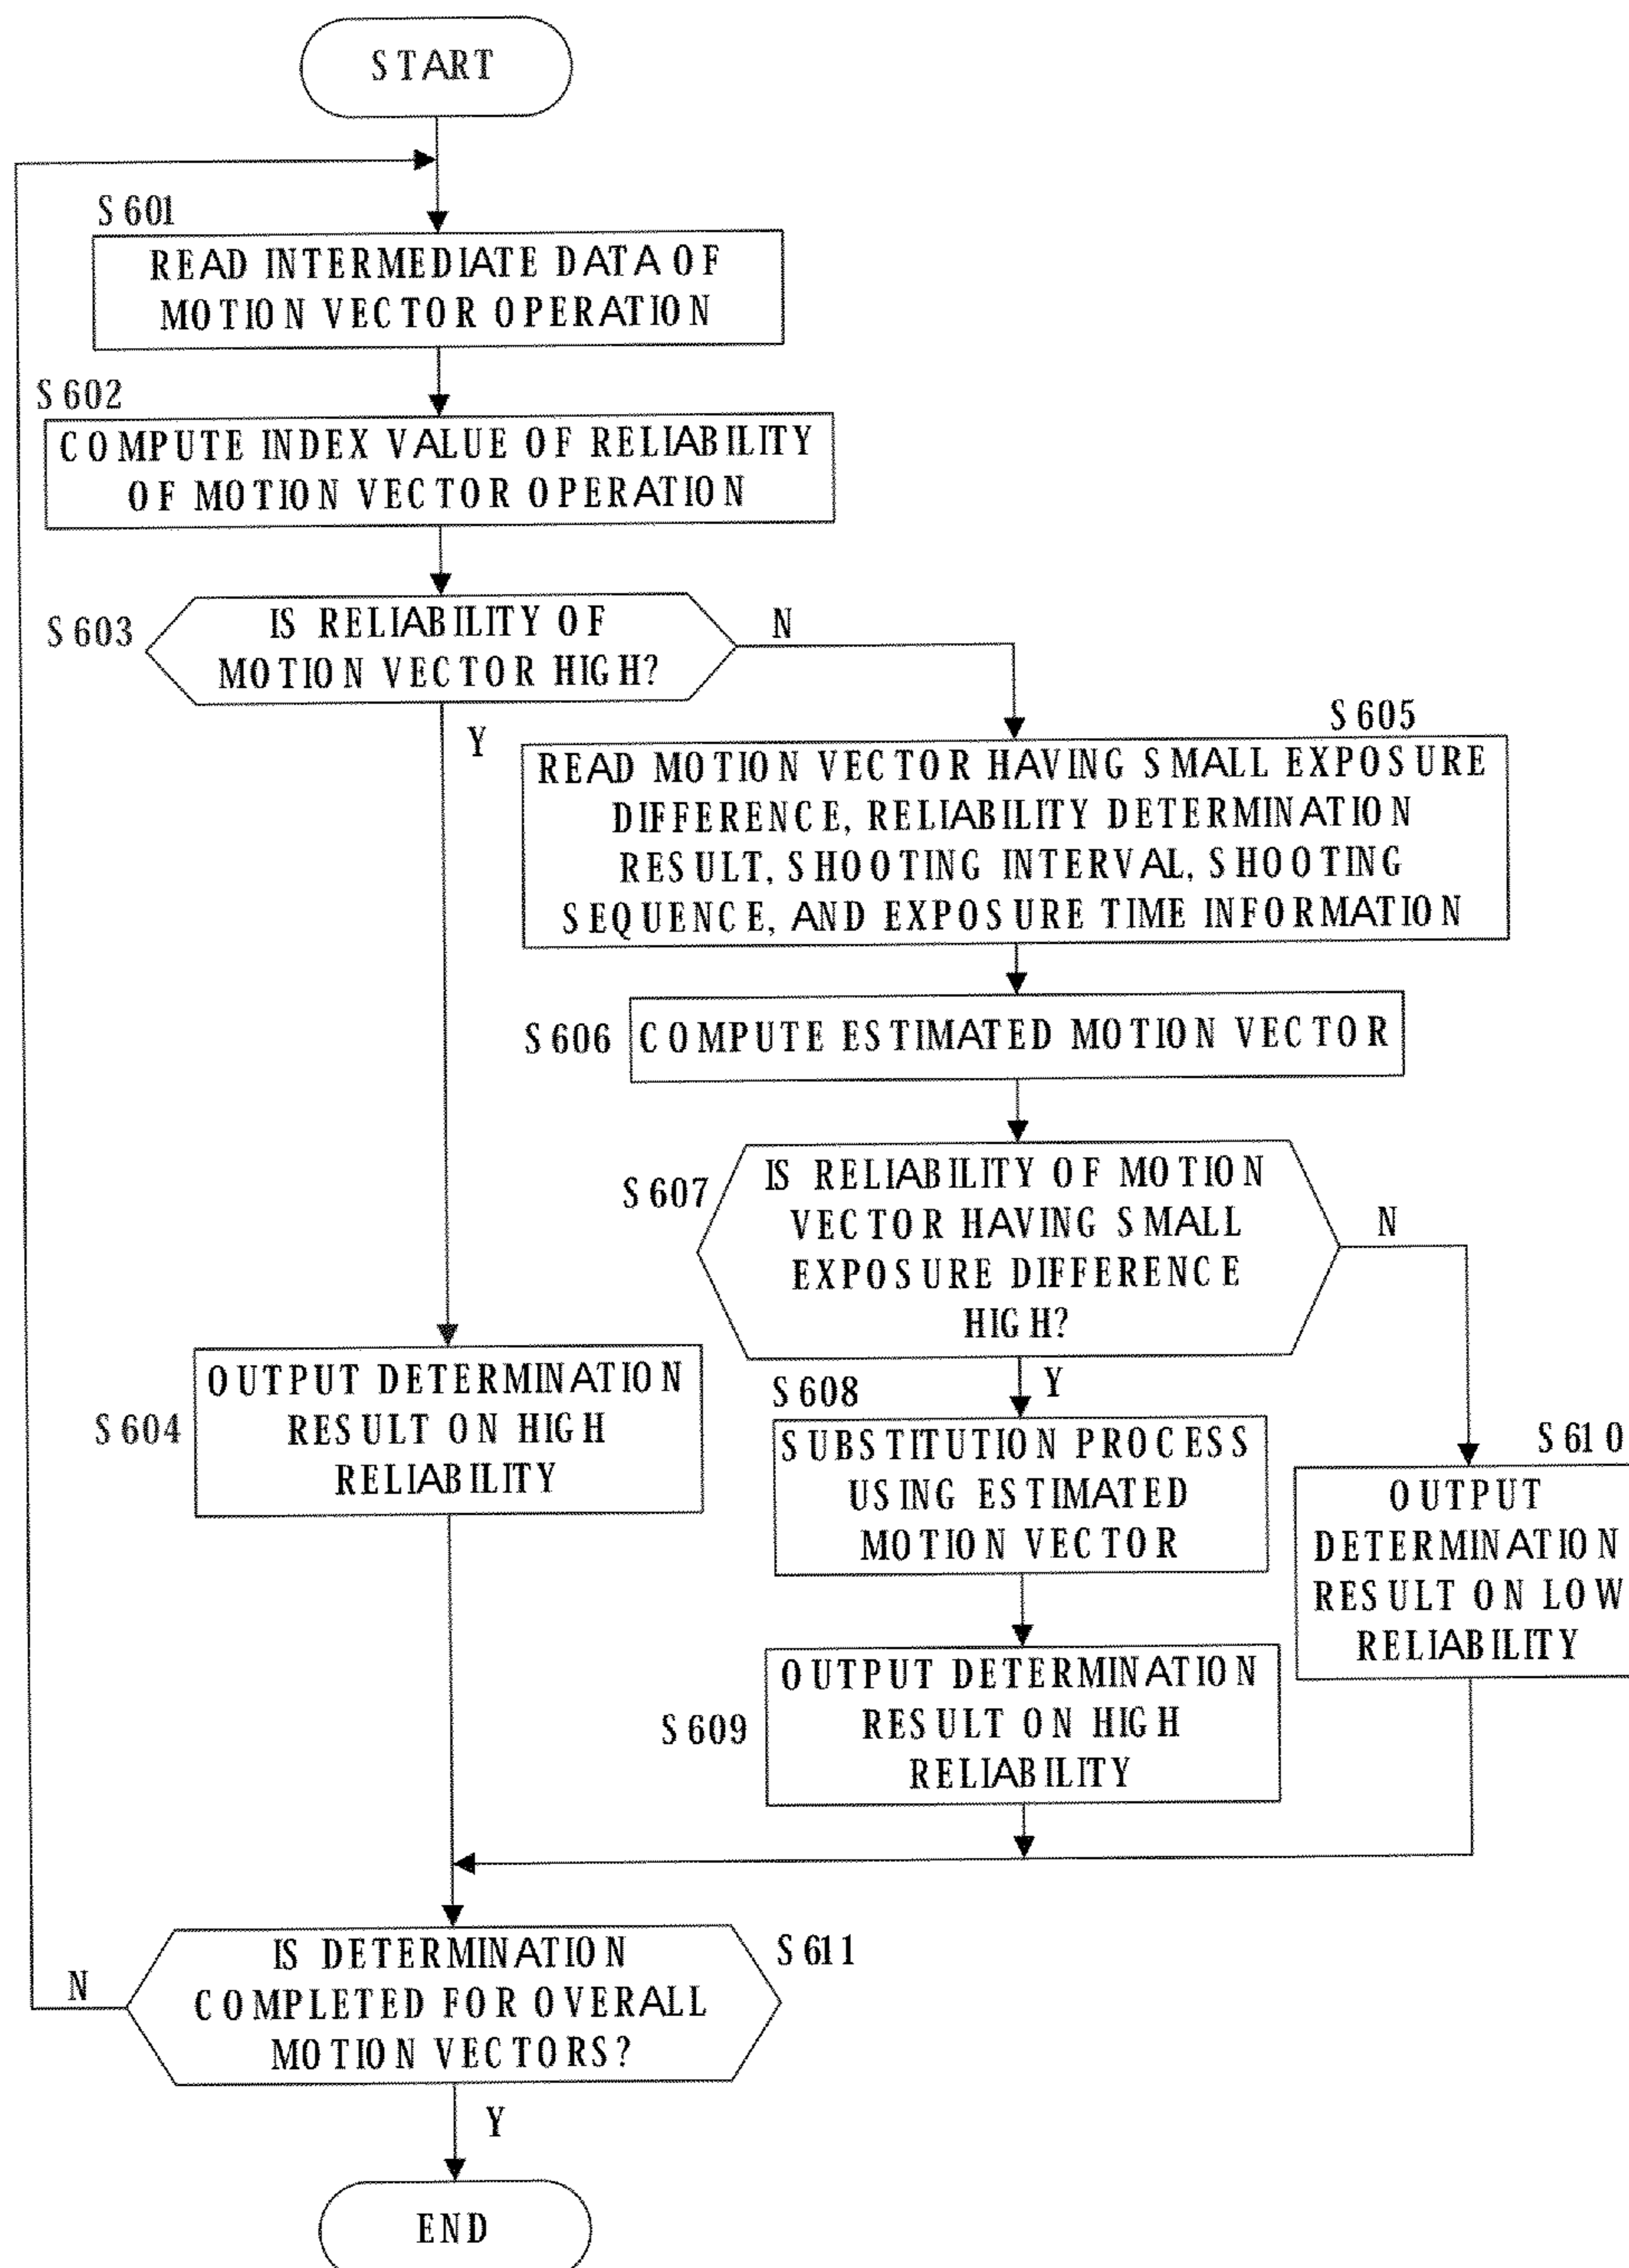 START
S601
READ INTERMEDIATE DATA OF
MOTION VECTOR OPERATION
S602
COMPUTE INDEX VALUE OF RELIABILITY
OF MOTION VECTOR OPERATION
S603
IS RELIABILITY OF
MOTION VECTOR HIGH?
N
Y
S605
READ MOTION VECTOR HAVING SMALL EXPOSURE
DIFFERENCE, RELIABILITY DETERMINATION
RESULT, SHOOTING INTERVAL, SHOOTING
SEQUENCE, AND EXPOSURE TIME INFORMATION
S606
COMPUTE ESTIMATED MOTION VECTOR
S607
IS RELIABILITY OF MOTION
VECTOR HAVING SMALL
EXPOSURE DIFFERENCE
HIGH?
N
Y
S604
OUTPUT DETERMINATION
RESULT ON HIGH
RELIABILITY
S608
SUBSTITUTION PROCESS
USING ESTIMATED
MOTION VECTOR
S610
OUTPUT
DETERMINATION
RESULT ON LOW
RELIABILITY
S609
OUTPUT DETERMINATION
RESULT ON HIGH
RELIABILITY
S611
IS DETERMINATION
COMPLETED FOR OVERALL
MOTION VECTORS?
N
Y
END